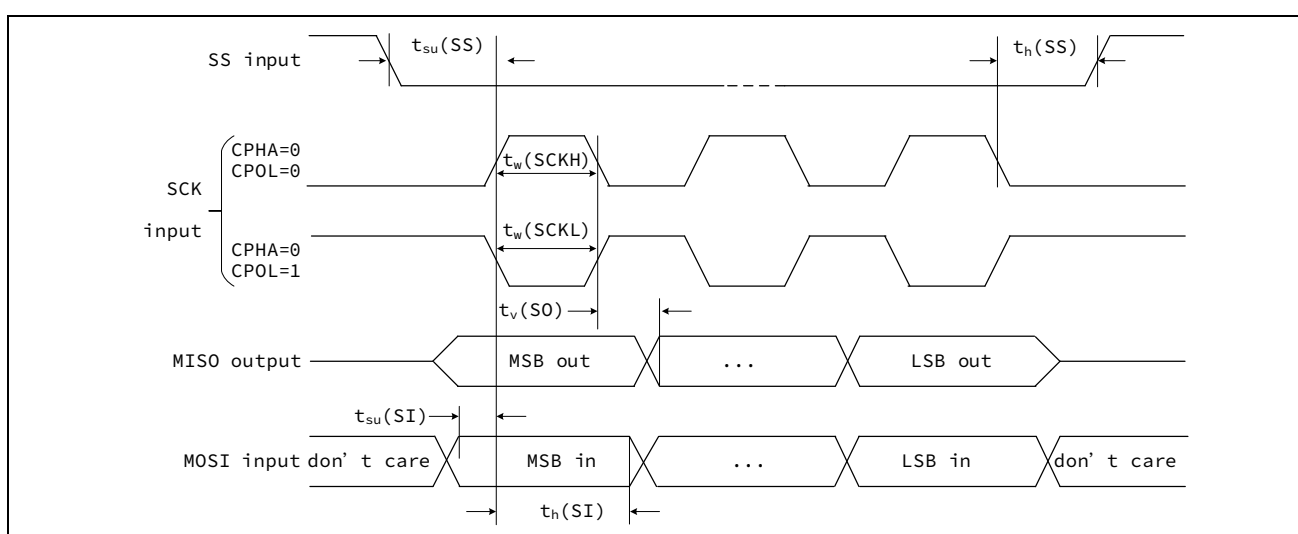 SS input
tsu(SS)
th(SS)
SCK
input
CPHA=0
CPOL=0
tw(SCKH)
CPHA=0
CPOL=1
tw(SCKL)
tv(SO)
MISO output
MSB out
...
LSB out
tsu(SI)
MOSI input
don't care
MSB in
...
LSB in
don't care
th(SI)